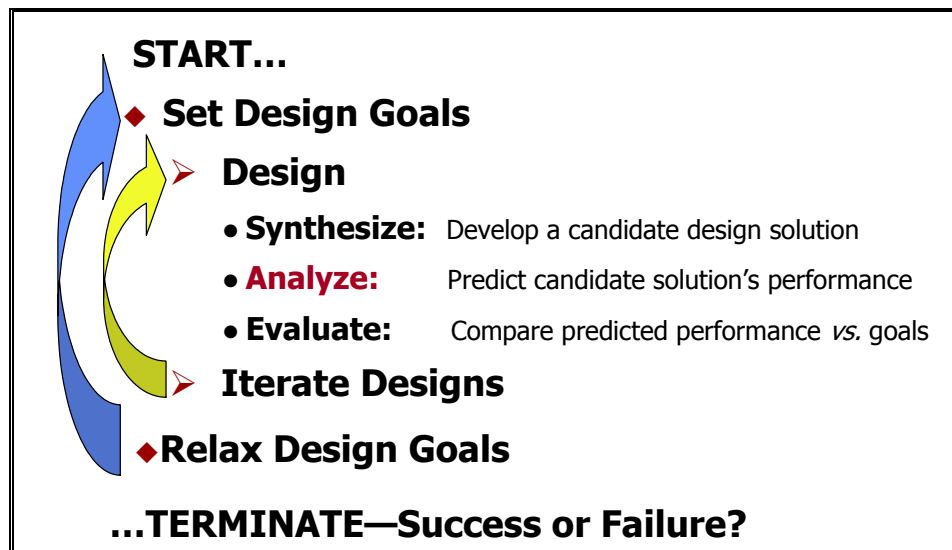 START…
Set Design Goals
Design
Synthesize: Develop a candidate design solution
Analyze: Predict candidate solution's performance
Evaluate: Compare predicted performance vs. goals
Iterate Designs
Relax Design Goals
…TERMINATE—Success or Failure?